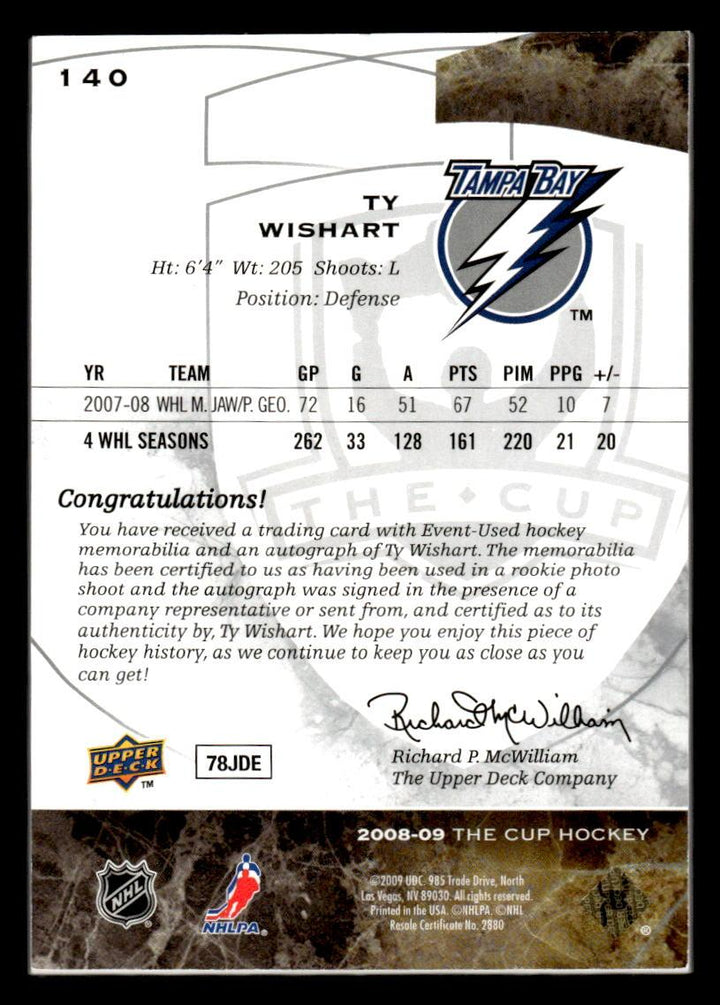 140
TAMPA BAY
TM
TY
WISHART
Ht: 6'4" Wt: 205 Shoots: L
Position: Defense
YR TEAM GP G A PTS PIM PPG +/-
2007-08 WHL M. JAW/P. GEO. 72 16 51 67 52 10 7
4 WHL SEASONS 262 33 128 161 220 21 20
THE ◆ CUP
Congratulations!
You have received a trading card with Event-Used hockey
memorabilia and an autograph of Ty Wishart. The memorabilia
has been certified to us as having been used in a rookie photo
shoot and the autograph was signed in the presence of a
company representative or sent from, and certified as to its
authenticity by, Ty Wishart. We hope you enjoy this piece of
hockey history, as we continue to keep you as close as you
can get!
Richard P. McWilliam
Richard P. McWilliam
The Upper Deck Company
UPPER
D·E·C·K
TM
78JDE
2008-09 THE CUP HOCKEY
NHL
NHLPA
©2009 UDC. 985 Trade Drive, North
Las Vegas, NV 89030. All rights reserved.
Printed in the USA. ©NHLPA. ©NHL
Resale Certificate No. 2880
®